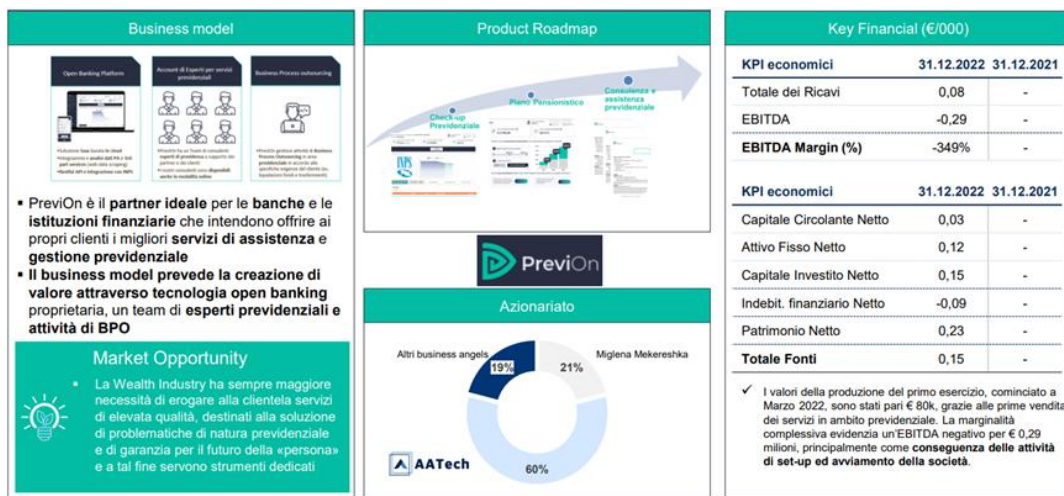 Business model
Open Banking Platform
Account di Esperti per servizi
previdenziali
Business Process outsourcing
PreviOn è il partner ideale per le banche e le
istituzioni finanziarie che intendono offrire ai
propri clienti i migliori servizi di assistenza e
gestione previdenziale
Il business model prevede la creazione di
valore attraverso tecnologia open banking
proprietaria, un team di esperti previdenziali e
attività di BPO
Market Opportunity
La Wealth Industry ha sempre maggiore
necessità di erogare alla clientela servizi
di elevata qualità, destinati alla soluzione
di problematiche di natura previdenziale
e di garanzia per il futuro della «persona»
e a tal fine servono strumenti dedicati
Product Roadmap
Check-up
Previdenziale
Piano Pensionistico
Consulenza e
assistenza
previdenziale
INPS
PreviOn
Azionariato
Altri business angels
19%
21%
Miglena Mekereshka
60%
AATech
Key Financial (€/000)
KPI economici 31.12.2022 31.12.2021
Totale dei Ricavi 0,08 -
EBITDA -0,29 -
EBITDA Margin (%) -349% -
KPI economici 31.12.2022 31.12.2021
Capitale Circolante Netto 0,03 -
Attivo Fisso Netto 0,12 -
Capitale Investito Netto 0,15 -
Indebit. finanziario Netto -0,09 -
Patrimonio Netto 0,23 -
Totale Fonti 0,15 -
✓ I valori della produzione del primo esercizio, cominciato a
Marzo 2022, sono stati pari € 80k, grazie alle prime vendita
dei servizi in ambito previdenziale. La marginalità
complessiva evidenzia un'EBITDA negativo per € 0,29
milioni, principalmente come conseguenza delle attività
di set-up ed avviamento della società.